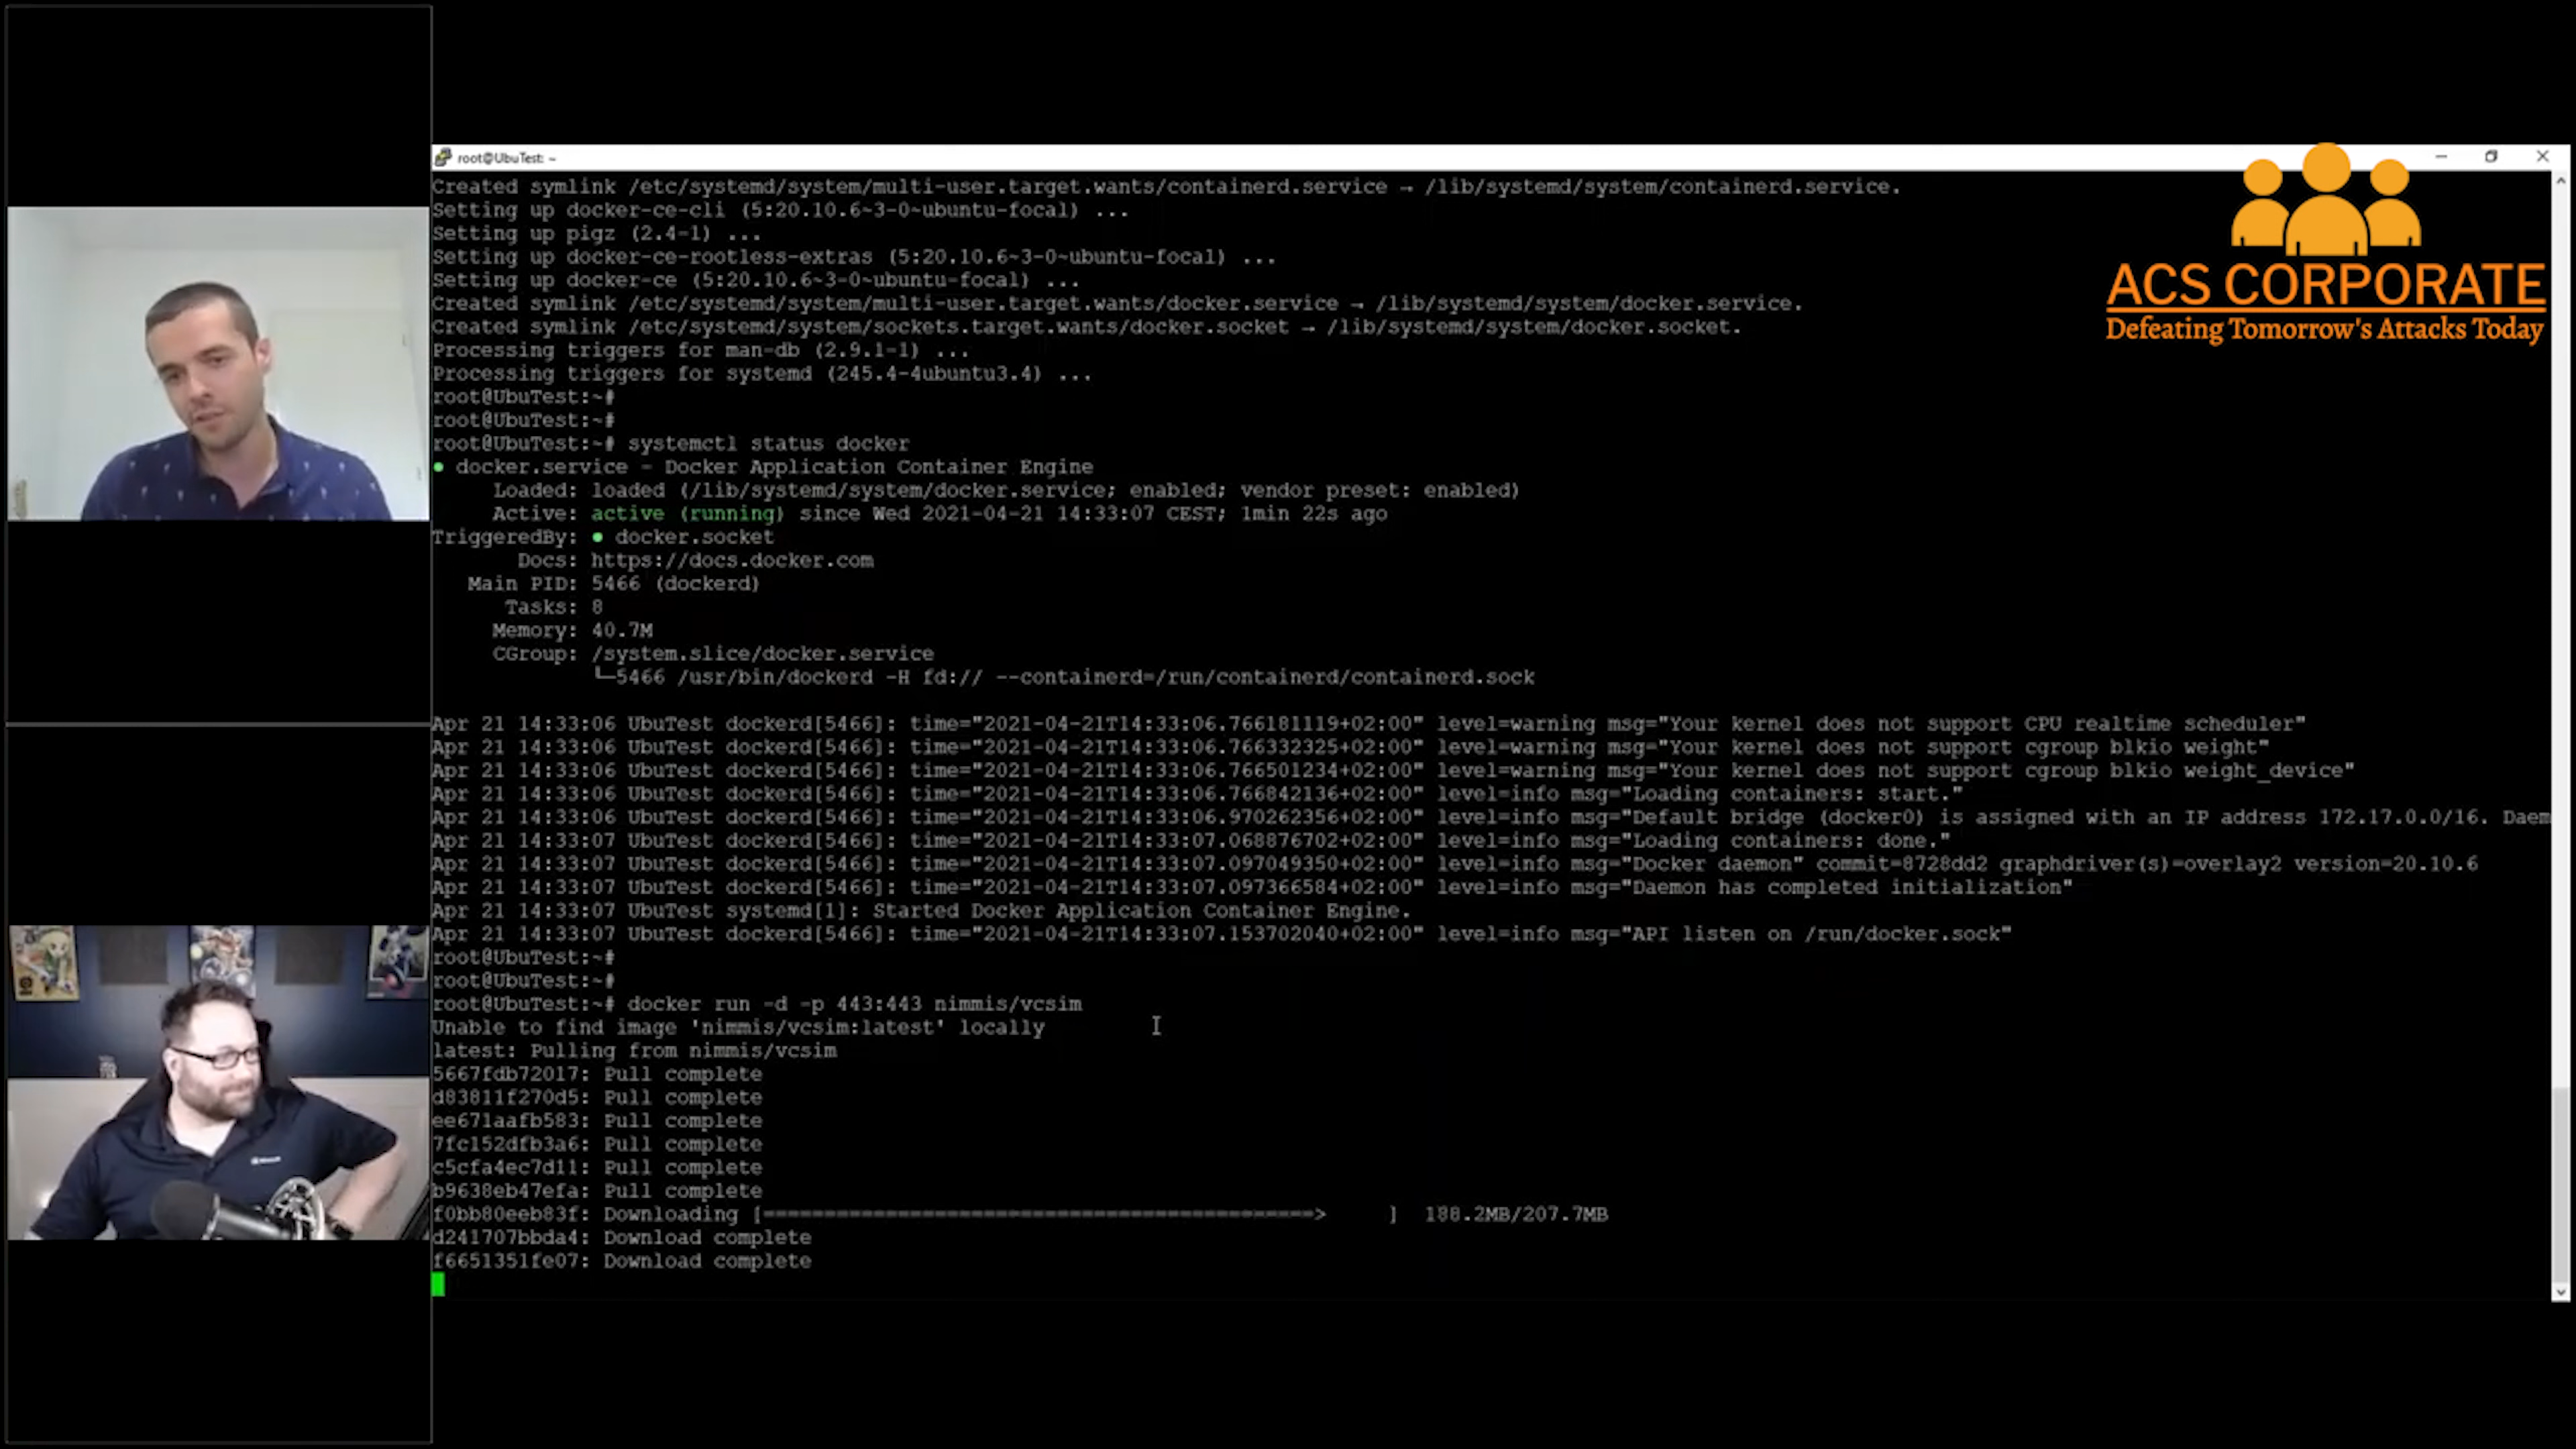 root@UbuTest: ~
Created symlink /etc/systemd/system/multi-user.target.wants/containerd.service → /lib/systemd/system/containerd.service.
Setting up docker-ce-cli (5:20.10.6~3-0~ubuntu-focal) ...
Setting up pigz (2.4-1) ...
Setting up docker-ce-rootless-extras (5:20.10.6~3-0~ubuntu-focal) ...
Setting up docker-ce (5:20.10.6~3-0~ubuntu-focal) ...
Created symlink /etc/systemd/system/multi-user.target.wants/docker.service → /lib/systemd/system/docker.service.
Created symlink /etc/systemd/system/sockets.target.wants/docker.socket → /lib/systemd/system/docker.socket.
Processing triggers for man-db (2.9.1-1) ...
Processing triggers for systemd (245.4-4ubuntu3.4) ...
root@UbuTest:~#
root@UbuTest:~#
root@UbuTest:~# systemctl status docker
● docker.service - Docker Application Container Engine
Loaded: loaded (/lib/systemd/system/docker.service; enabled; vendor preset: enabled)
Active: active (running) since Wed 2021-04-21 14:33:07 CEST; 1min 22s ago
TriggeredBy: ● docker.socket
Docs: https://docs.docker.com
Main PID: 5466 (dockerd)
Tasks: 8
Memory: 40.7M
CGroup: /system.slice/docker.service
└─5466 /usr/bin/dockerd -H fd:// --containerd=/run/containerd/containerd.sock
Apr 21 14:33:06 UbuTest dockerd[5466]: time="2021-04-21T14:33:06.766181119+02:00" level=warning msg="Your kernel does not support CPU realtime scheduler"
Apr 21 14:33:06 UbuTest dockerd[5466]: time="2021-04-21T14:33:06.766332325+02:00" level=warning msg="Your kernel does not support cgroup blkio weight"
Apr 21 14:33:06 UbuTest dockerd[5466]: time="2021-04-21T14:33:06.766501234+02:00" level=warning msg="Your kernel does not support cgroup blkio weight_device"
Apr 21 14:33:06 UbuTest dockerd[5466]: time="2021-04-21T14:33:06.766842136+02:00" level=info msg="Loading containers: start."
Apr 21 14:33:06 UbuTest dockerd[5466]: time="2021-04-21T14:33:06.970262356+02:00" level=info msg="Default bridge (docker0) is assigned with an IP address 172.17.0.0/16. Daem
Apr 21 14:33:07 UbuTest dockerd[5466]: time="2021-04-21T14:33:07.068876702+02:00" level=info msg="Loading containers: done."
Apr 21 14:33:07 UbuTest dockerd[5466]: time="2021-04-21T14:33:07.097049350+02:00" level=info msg="Docker daemon" commit=8728dd2 graphdriver(s)=overlay2 version=20.10.6
Apr 21 14:33:07 UbuTest dockerd[5466]: time="2021-04-21T14:33:07.097366584+02:00" level=info msg="Daemon has completed initialization"
Apr 21 14:33:07 UbuTest systemd[1]: Started Docker Application Container Engine.
Apr 21 14:33:07 UbuTest dockerd[5466]: time="2021-04-21T14:33:07.153702040+02:00" level=info msg="API listen on /run/docker.sock"
root@UbuTest:~#
root@UbuTest:~#
root@UbuTest:~# docker run -d -p 443:443 nimmis/vcsim
Unable to find image 'nimmis/vcsim:latest' locally
latest: Pulling from nimmis/vcsim
5667fdb72017: Pull complete
d83811f270d5: Pull complete
ee671aafb583: Pull complete
7fc152dfb3a6: Pull complete
c5cfa4ec7d11: Pull complete
b9638eb47efa: Pull complete
f0bb80eeb83f: Downloading [=============================================> ] 188.2MB/207.7MB
d241707bbda4: Download complete
f6651351fe07: Download complete
ACS CORPORATE
Defeating Tomorrow's Attacks Today